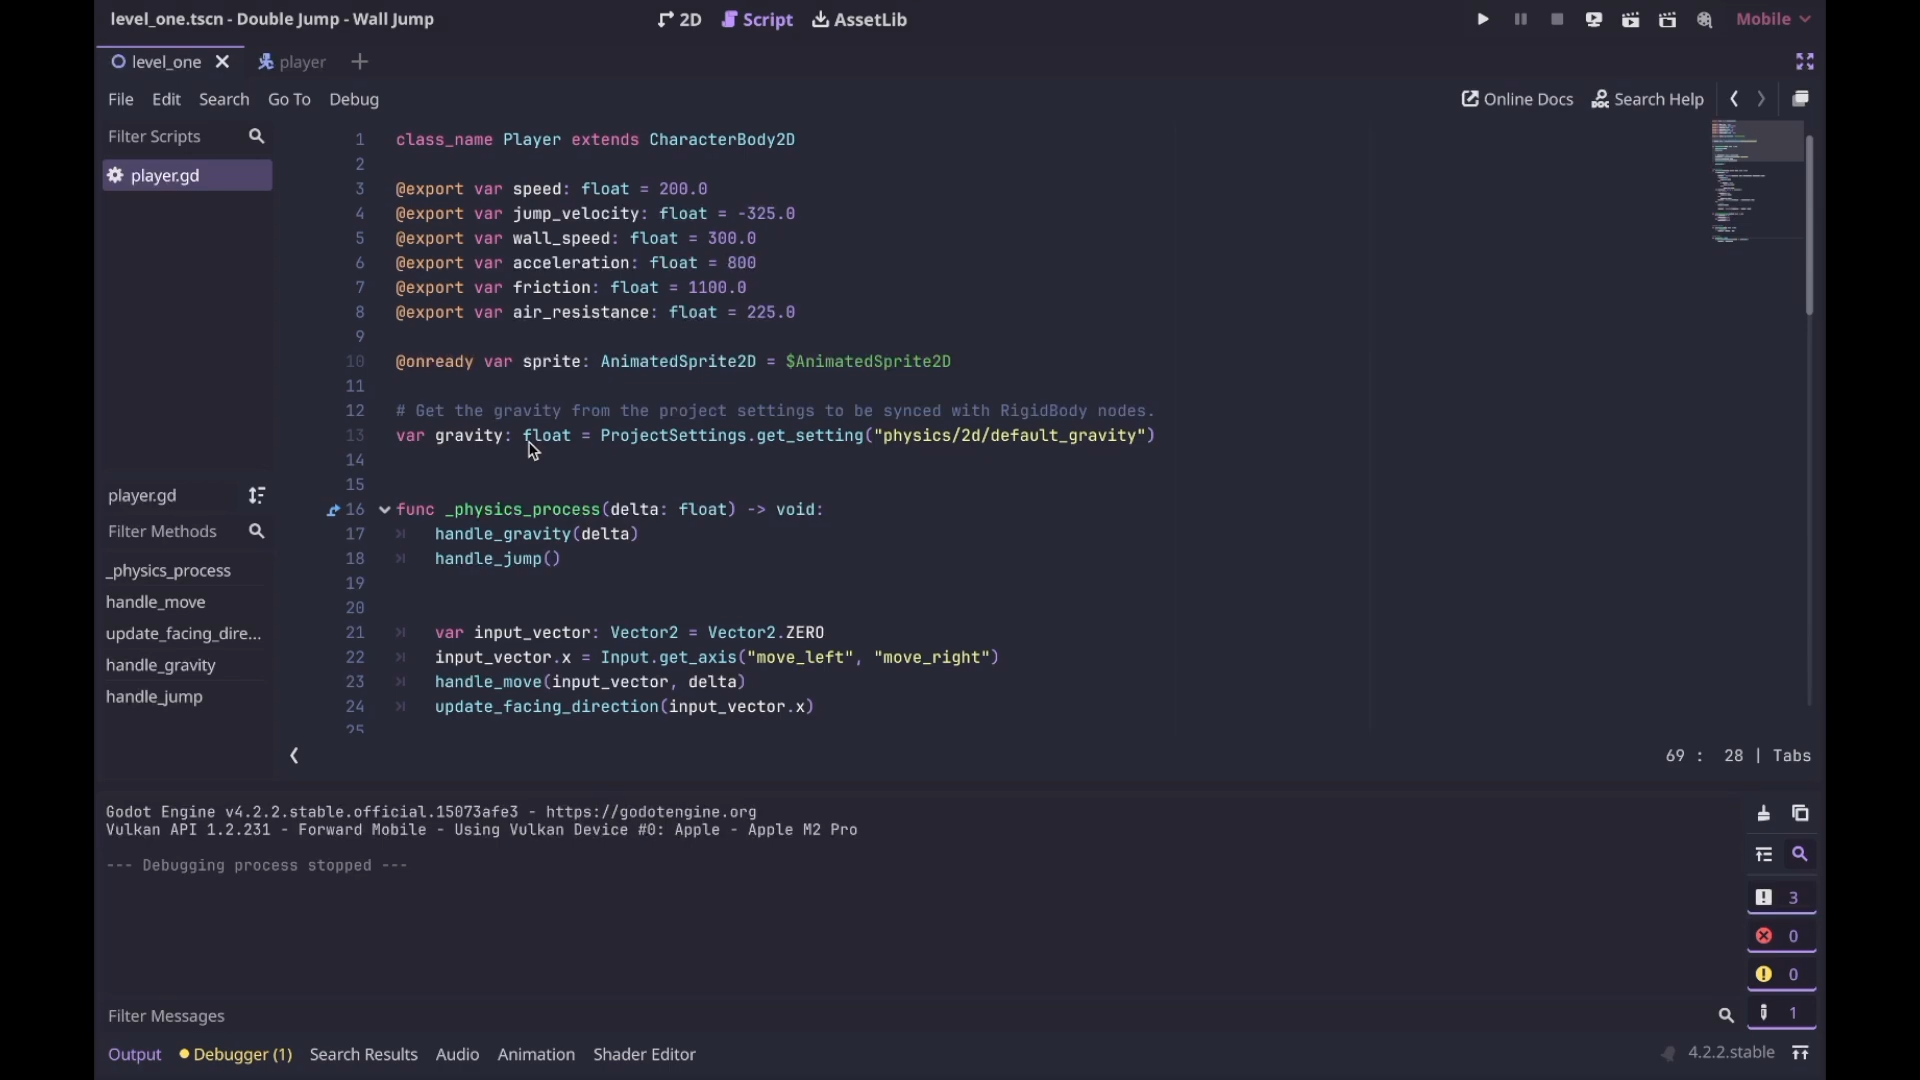 level_one.tscn - Double Jump - Wall Jump
2D Script AssetLib
Mobile
level_one player
File Edit Search Go To Debug
Online Docs Search Help
Filter Scripts
player.gd
1 class_name Player extends CharacterBody2D
2
3 @export var speed: float = 200.0
4 @export var jump_velocity: float = -325.0
5 @export var wall_speed: float = 300.0
6 @export var acceleration: float = 800
7 @export var friction: float = 1100.0
8 @export var air_resistance: float = 225.0
9
10 @onready var sprite: AnimatedSprite2D = $AnimatedSprite2D
11
12 # Get the gravity from the project settings to be synced with RigidBody nodes.
13 var gravity: float = ProjectSettings.get_setting("physics/2d/default_gravity")
14
15
16 func _physics_process(delta: float) -> void:
17 handle_gravity(delta)
18 handle_jump()
19
20
21 var input_vector: Vector2 = Vector2.ZERO
22 input_vector.x = Input.get_axis("move_left", "move_right")
23 handle_move(input_vector, delta)
24 update_facing_direction(input_vector.x)
25
player.gd
Filter Methods
_physics_process
handle_move
update_facing_dire...
handle_gravity
handle_jump
69 : 28 | Tabs
Godot Engine v4.2.2.stable.official.15073afe3 - https://godotengine.org
Vulkan API 1.2.231 - Forward Mobile - Using Vulkan Device #0: Apple - Apple M2 Pro
--- Debugging process stopped ---
3
0
0
1
Filter Messages
Output Debugger (1) Search Results Audio Animation Shader Editor
4.2.2.stable